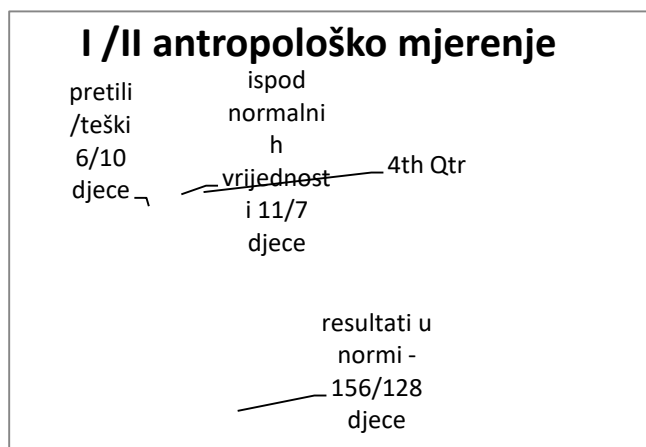 I /II antropološko mjerenje
pretili
/teški
6/10
djece
ispod
normalni
h
vrijednost
i 11/7
djece
4th Qtr
resultati u
normi -
156/128
djece